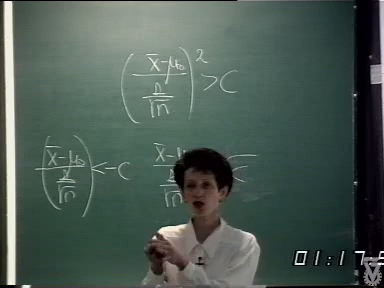 (x̄-μ₀ / (s / √n))² > C
(x̄-μ₀ / (s / √n)) < -C
x̄-μ
01:17